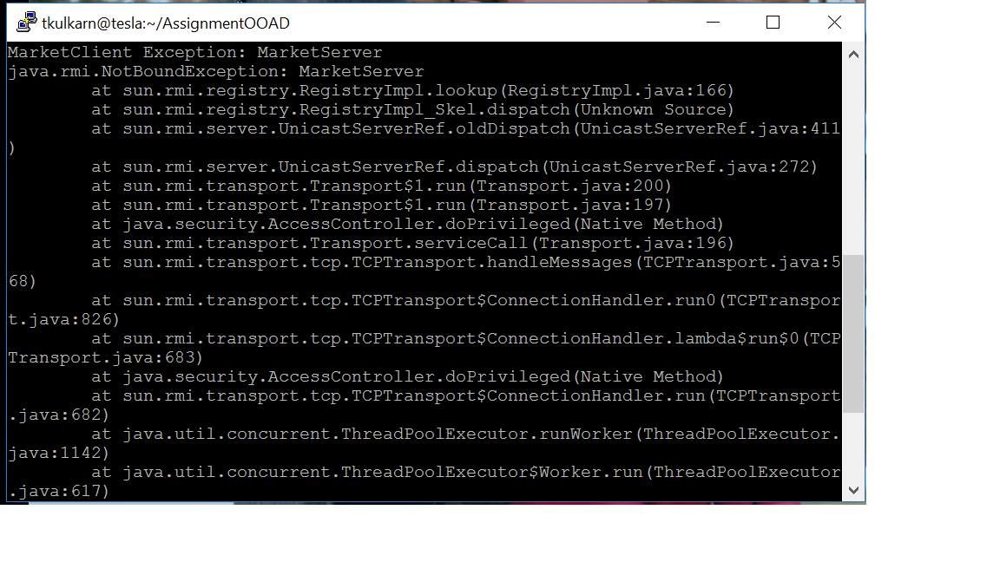 tkulkarn@tesla:~/AssignmentOOAD
MarketClient Exception: MarketServer
java.rmi.NotBoundException: MarketServer
        at sun.rmi.registry.RegistryImpl.lookup(RegistryImpl.java:166)
        at sun.rmi.registry.RegistryImpl_Skel.dispatch(Unknown Source)
        at sun.rmi.server.UnicastServerRef.oldDispatch(UnicastServerRef.java:411
)
        at sun.rmi.server.UnicastServerRef.dispatch(UnicastServerRef.java:272)
        at sun.rmi.transport.Transport$1.run(Transport.java:200)
        at sun.rmi.transport.Transport$1.run(Transport.java:197)
        at java.security.AccessController.doPrivileged(Native Method)
        at sun.rmi.transport.Transport.serviceCall(Transport.java:196)
        at sun.rmi.transport.tcp.TCPTransport.handleMessages(TCPTransport.java:5
68)
        at sun.rmi.transport.tcp.TCPTransport$ConnectionHandler.run0(TCPTranspor
t.java:826)
        at sun.rmi.transport.tcp.TCPTransport$ConnectionHandler.lambda$run$0(TCP
Transport.java:683)
        at java.security.AccessController.doPrivileged(Native Method)
        at sun.rmi.transport.tcp.TCPTransport$ConnectionHandler.run(TCPTransport
.java:682)
        at java.util.concurrent.ThreadPoolExecutor.runWorker(ThreadPoolExecutor.
java:1142)
        at java.util.concurrent.ThreadPoolExecutor$Worker.run(ThreadPoolExecutor
.java:617)